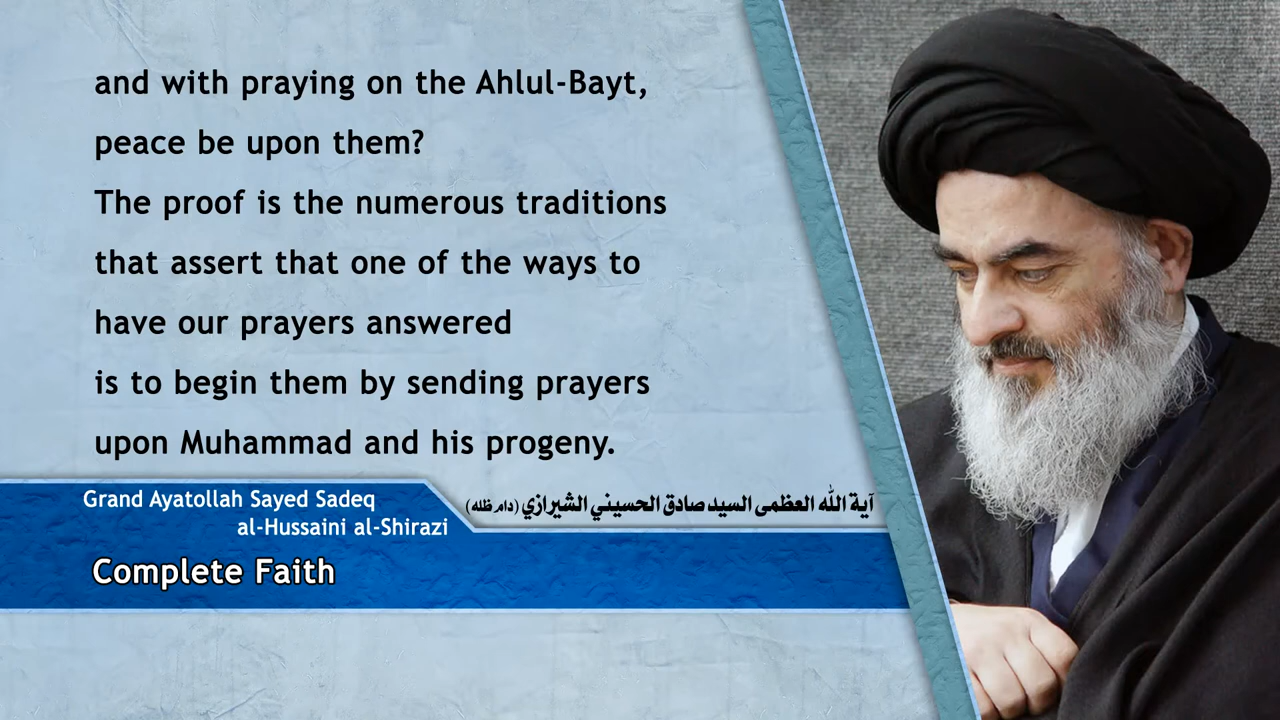 and with praying on the Ahlul-Bayt,
peace be upon them?
The proof is the numerous traditions
that assert that one of the ways to
have our prayers answered
is to begin them by sending prayers
upon Muhammad and his progeny.
Grand Ayatollah Sayed Sadeq
al-Hussaini al-Shirazi
آية الله العظمى السيد صادق الحسيني الشيرازي (دام ظله)
Complete Faith